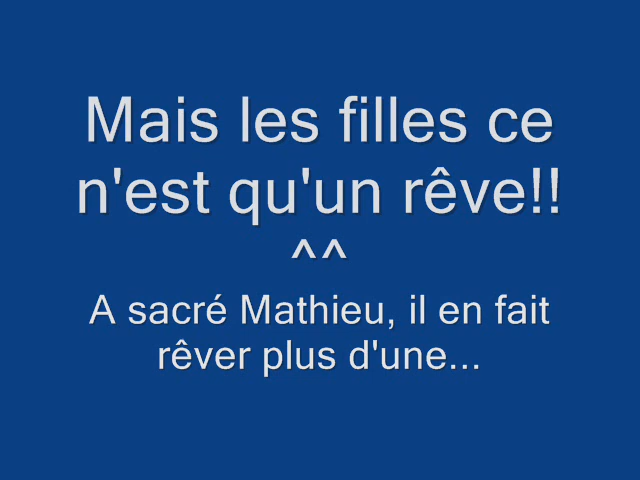 Mais les filles ce
n'est qu'un rêve!!
^^
A sacré Mathieu, il en fait
rêver plus d'une...